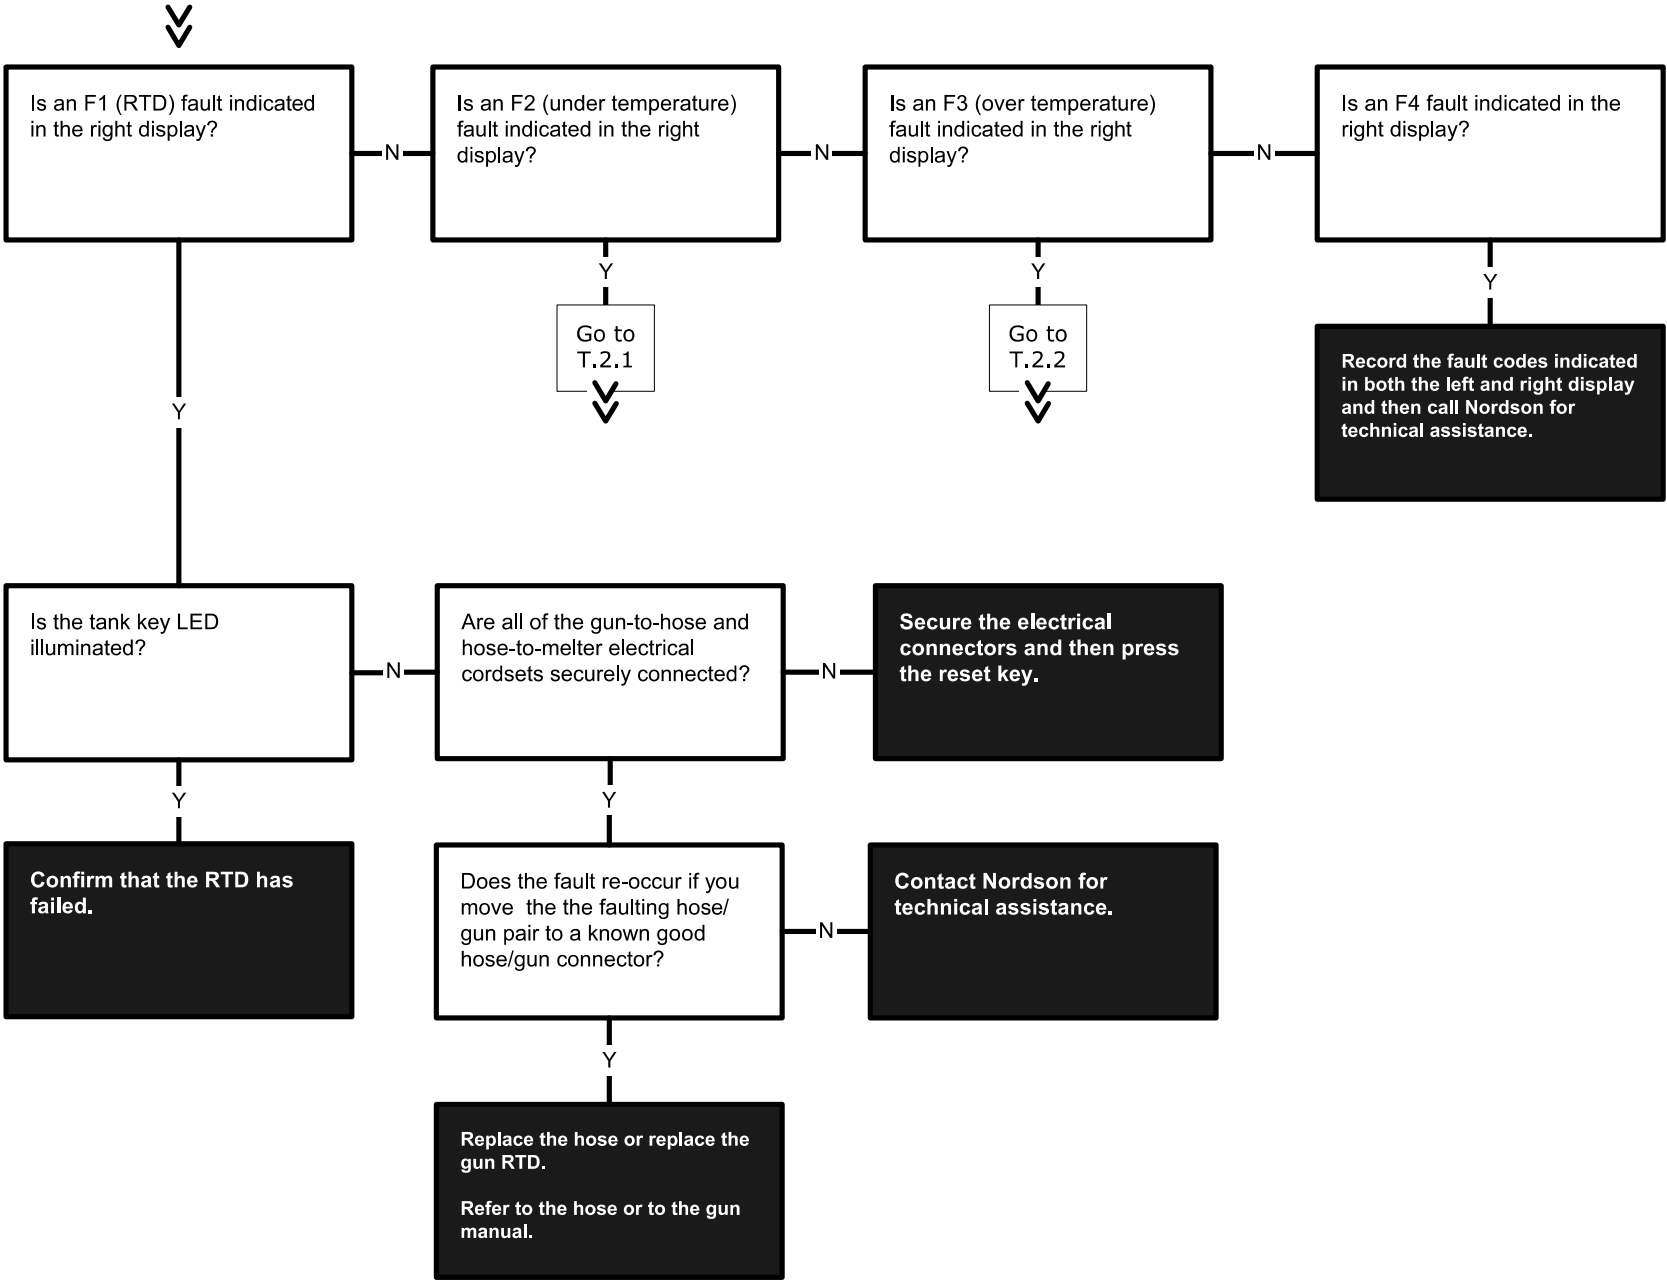 Is an F1 (RTD) fault indicated
in the right display?
N
Is an F2 (under temperature)
fault indicated in the right
display?
N
Is an F3 (over temperature)
fault indicated in the right
display?
N
Is an F4 fault indicated in the
right display?
Y
Go to
T.2.1
Y
Go to
T.2.2
Y
Record the fault codes indicated
in both the left and right display
and then call Nordson for
technical assistance.
Y
Is the tank key LED
illuminated?
N
Are all of the gun-to-hose and
hose-to-melter electrical
cordsets securely connected?
N
Secure the electrical
connectors and then press
the reset key.
Y
Confirm that the RTD has
failed.
Y
Does the fault re-occur if you
move  the the faulting hose/
gun pair to a known good
hose/gun connector?
N
Contact Nordson for
technical assistance.
Y
Replace the hose or replace the
gun RTD.
Refer to the hose or to the gun
manual.